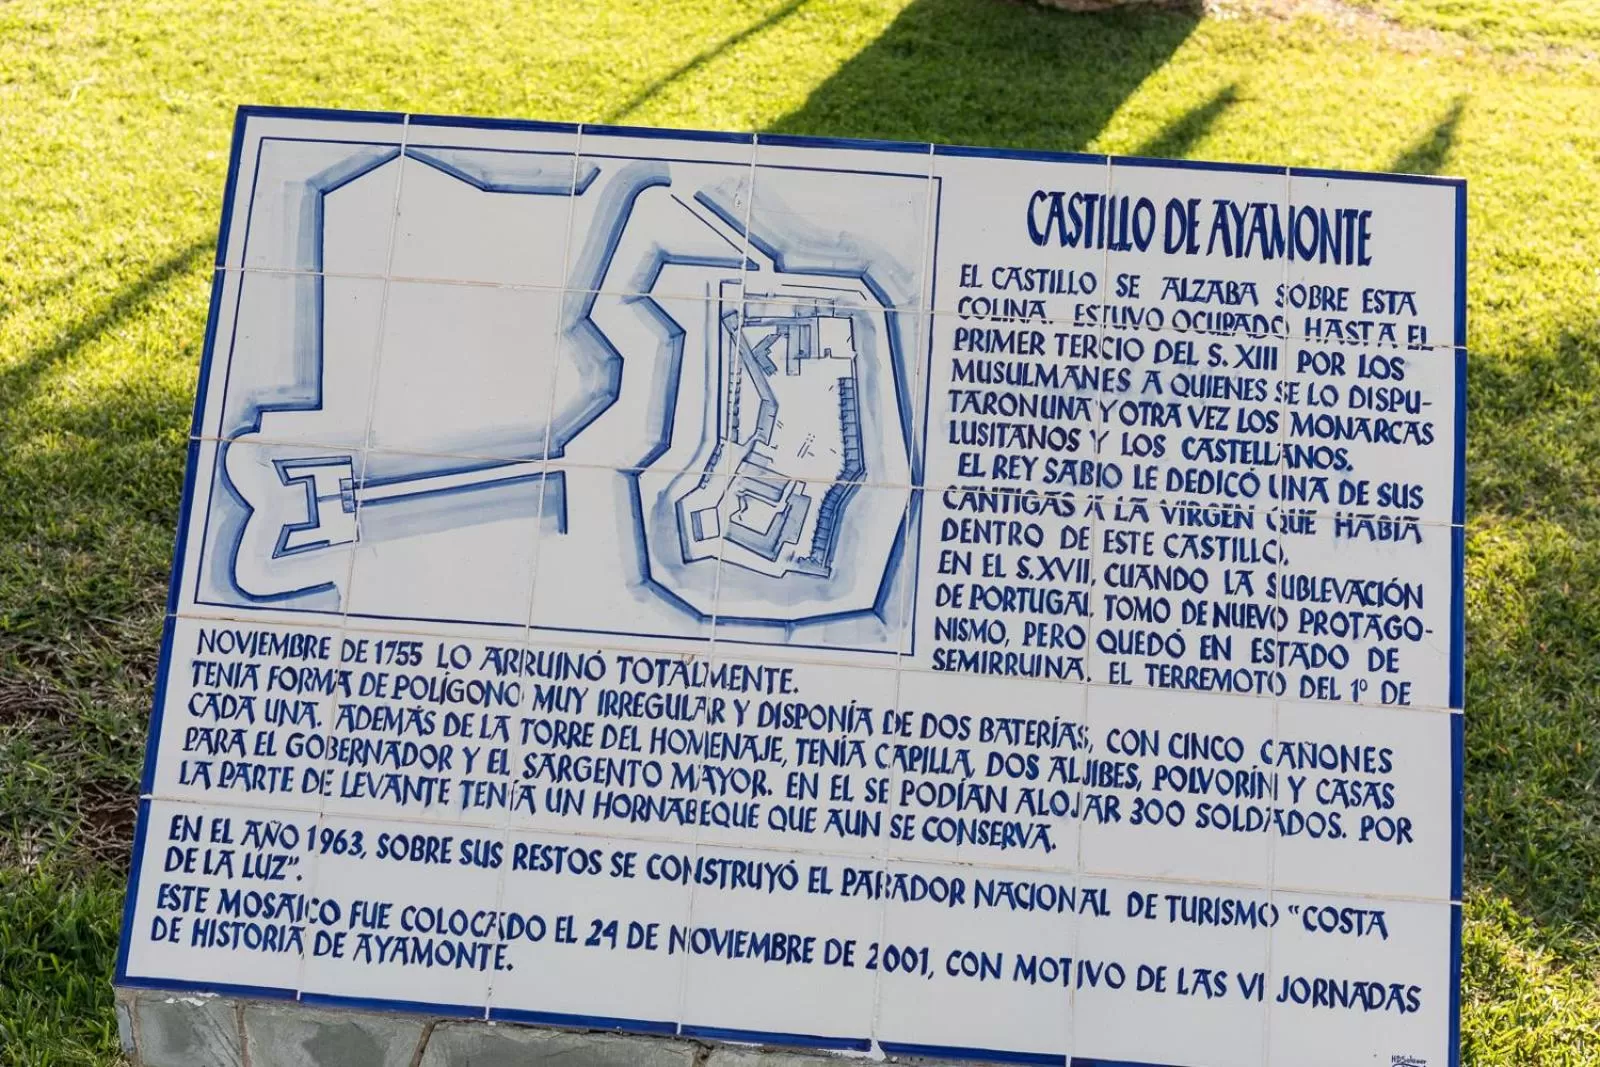 CASTILLO DE AYAMONTE
EL CASTILLO SE ALZABA SOBRE ESTA
COLINA. ESTUVO OCUPADO HASTA EL
PRIMER TERCIO DEL S. XIII POR LOS
MUSULMANES A QUIENES SE LO DISPU-
TARON UNA Y OTRA VEZ LOS MONARCAS
LUSITANOS Y LOS CASTELLANOS.
EL REY SABIO LE DEDICÓ UNA DE SUS
CANTIGAS A LA VIRGEN QUE HABIA
DENTRO DE ESTE CASTILLO.
EN EL S.XVII, CUANDO LA SUBLEVACIÓN
DE PORTUGAL TOMO DE NUEVO PROTAGO-
NISMO, PERO QUEDÓ EN ESTADO DE
SEMIRRUINA. EL TERREMOTO DEL 1º DE
NOVIEMBRE DE 1755 LO ARRUINÓ TOTALMENTE.
TENIA FORMA DE POLÍGONO MUY IRREGULAR Y DISPONÍA DE DOS BATERÍAS, CON CINCO CAÑONES
CADA UNA. ADEMÁS DE LA TORRE DEL HOMENAJE, TENÍA CAPILLA, DOS ALJIBES, POLVORÍN Y CASAS
PARA EL GOBERNADOR Y EL SARGENTO MAYOR. EN EL SE PODÍAN ALOJAR 300 SOLDADOS. POR
LA PARTE DE LEVANTE TENÍA UN HORNABEQUE QUE AUN SE CONSERVA.
EN EL AÑO 1963, SOBRE SUS RESTOS SE CONSTRUYÓ EL PARADOR NACIONAL DE TURISMO "COSTA
DE LA LUZ".
ESTE MOSAICO FUE COLOCADO EL 24 DE NOVIEMBRE DE 2001, CON MOTIVO DE LAS VI JORNADAS
DE HISTORIA DE AYAMONTE.